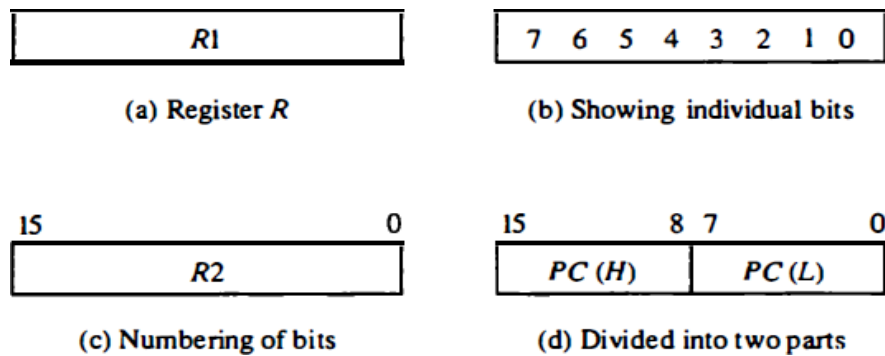 R1
7 6 5 4 3 2 1 0
(a) Register R
(b) Showing individual bits
15 0
15 8 7 0
R2
PC (H) PC (L)
(c) Numbering of bits
(d) Divided into two parts